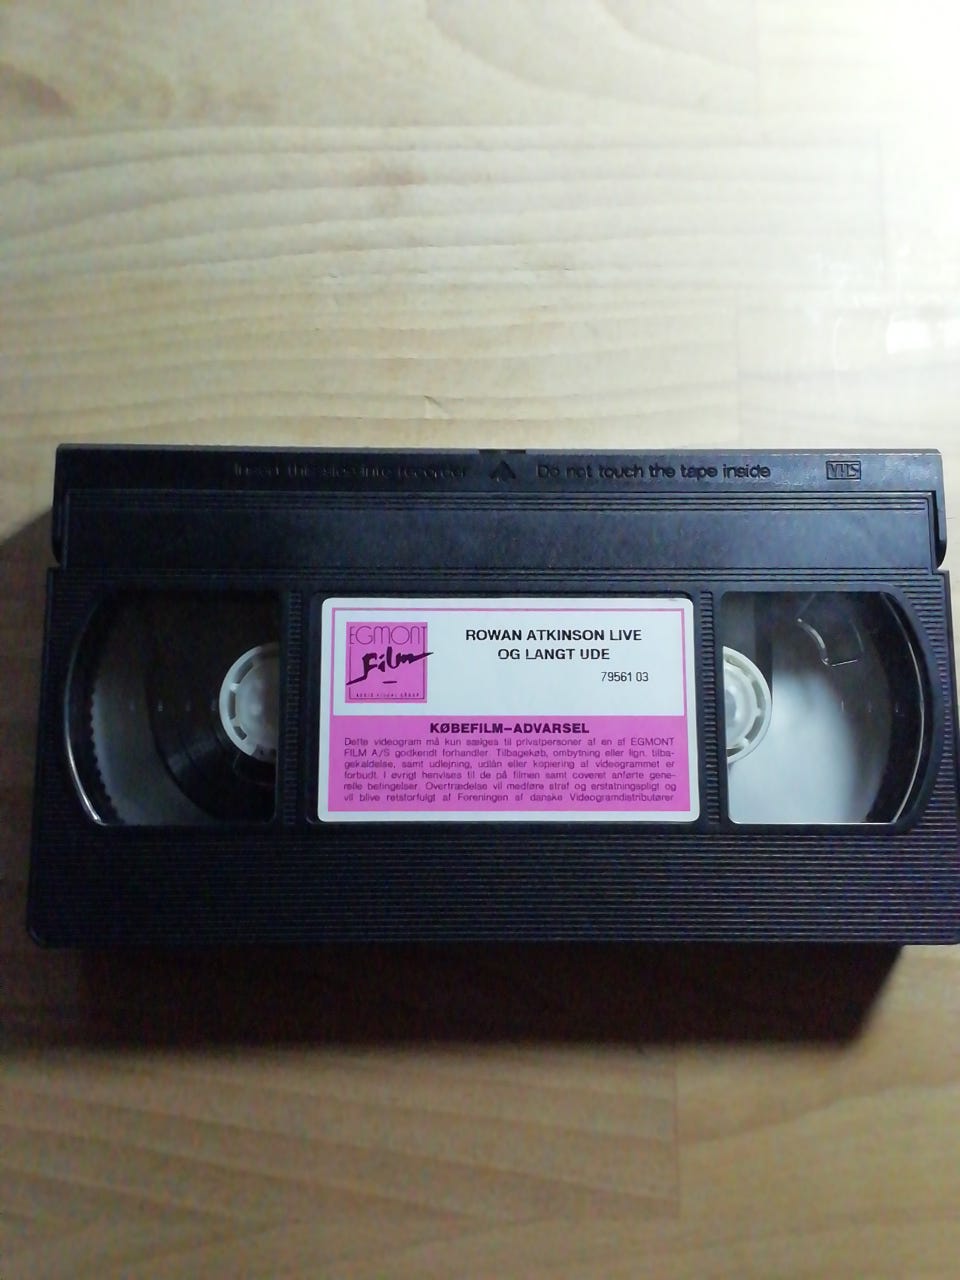 Insert this side into recorder
Do not touch the tape inside
VHS
EGMONT
Film
AUDIO VISUAL GROUP
ROWAN ATKINSON LIVE
OG LANGT UDE
79561 03
KØBEFILM-ADVARSEL
Dette videogram må kun sælges til privatpersoner af en af EGMONT
FILM A/S godkendt forhandler. Tilbagekøb, ombytning eller lign. tilba-
gekaldelse, samt udlejning, udlån eller kopiering af videogrammet er
forbudt. I øvrigt henvises til de på filmen samt coveret anførte gene-
relle betingelser. Overtrædelse vil medføre straf og erstatningspligt og
vil blive retsforfulgt af Foreningen af danske Videogramdistributører